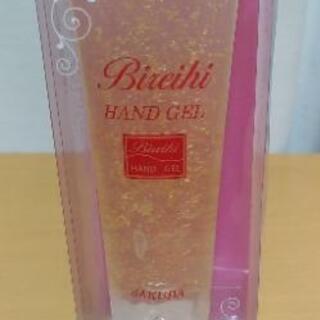 Bireihi
HAND GEL
Bireihi
HAND GEL
SAKURA